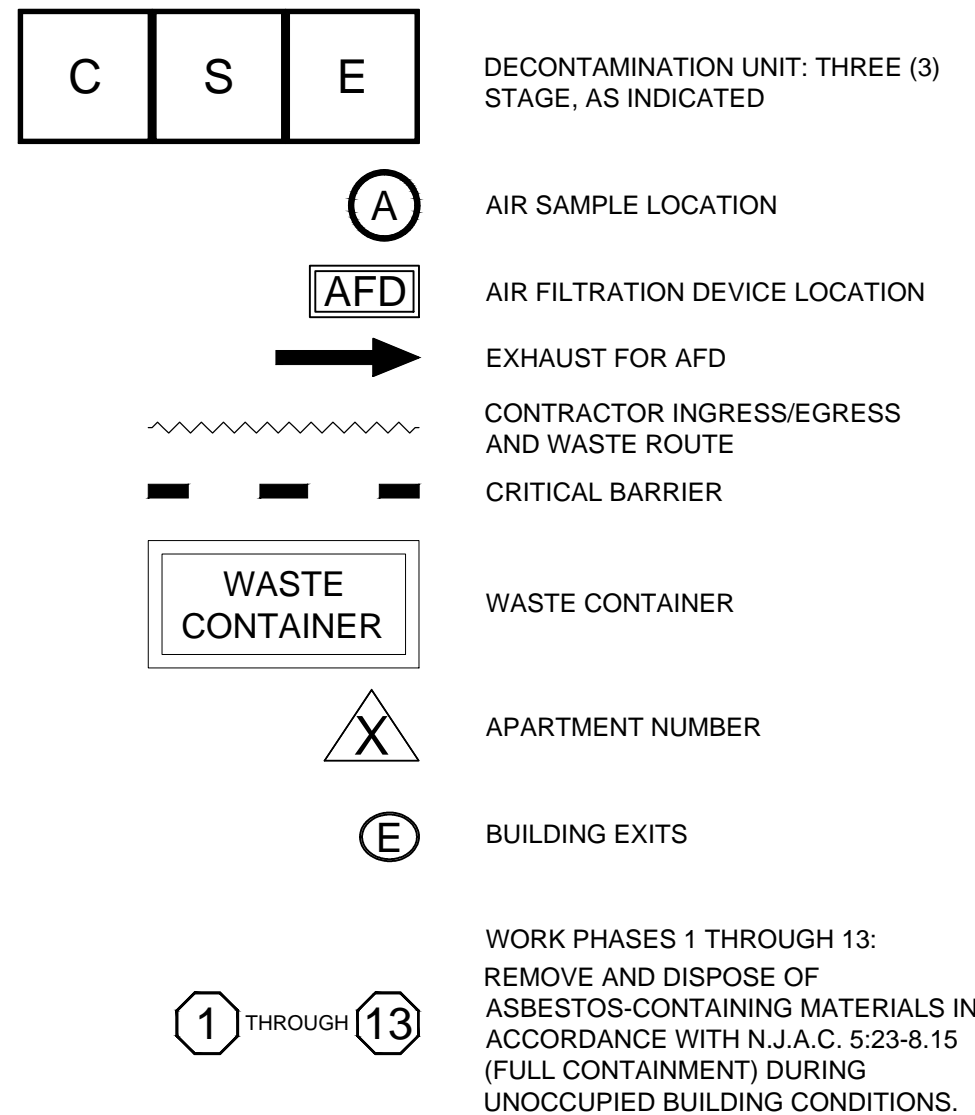 C S E
DECONTAMINATION UNIT: THREE (3)
STAGE, AS INDICATED
A
AIR SAMPLE LOCATION
AFD
AIR FILTRATION DEVICE LOCATION
EXHAUST FOR AFD
CONTRACTOR INGRESS/EGRESS
AND WASTE ROUTE
CRITICAL BARRIER
WASTE
CONTAINER
WASTE CONTAINER
X
APARTMENT NUMBER
E
BUILDING EXITS
1 THROUGH 13
WORK PHASES 1 THROUGH 13:
REMOVE AND DISPOSE OF
ASBESTOS-CONTAINING MATERIALS IN
ACCORDANCE WITH N.J.A.C. 5:23-8.15
(FULL CONTAINMENT) DURING
UNOCCUPIED BUILDING CONDITIONS.